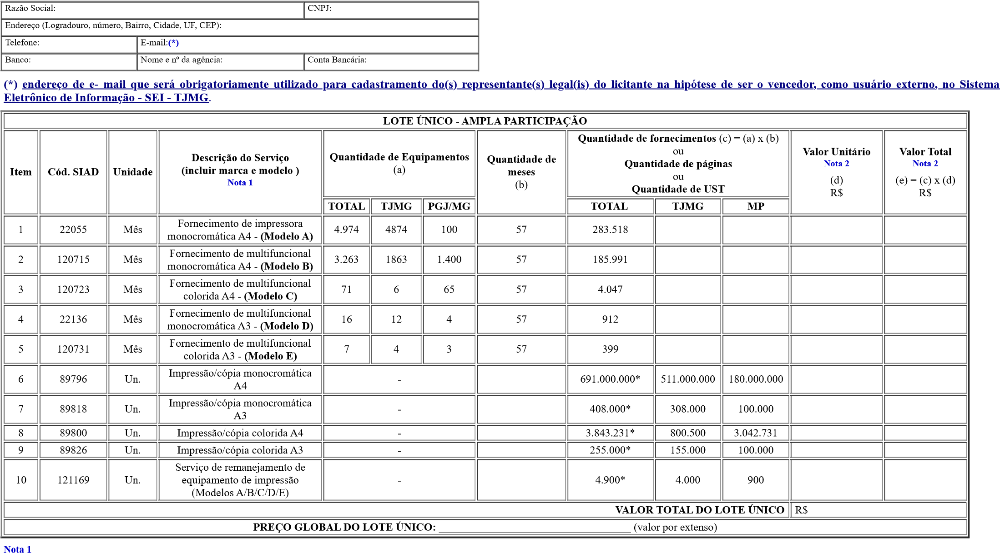 Razão Social:
CNPJ:
Endereço (Logradouro, número, Bairro, Cidade, UF, CEP):
Telefone:
E-mail:(*)
Banco:
Nome e nº da agência:
Conta Bancária:
(*) endereço de e- mail que será obrigatoriamente utilizado para cadastramento do(s) representante(s) legal(is) do licitante na hipótese de ser o vencedor, como usuário externo, no Sistema
Eletrônico de Informação - SEI - TJMG.
LOTE ÚNICO - AMPLA PARTICIPAÇÃO
Item
Cód. SIAD
Unidade
Descrição do Serviço
(incluir marca e modelo )
Nota 1
Quantidade de Equipamentos
(a)
Quantidade de
meses
(b)
Quantidade de fornecimentos (c) = (a) x (b)
ou
Quantidade de páginas
ou
Quantidade de UST
Valor Unitário
Nota 2
(d)
R$
Valor Total
Nota 2
(e) = (c) x (d)
R$
TOTAL TJMG PGJ/MG TOTAL TJMG MP
1 22055 Mês
Fornecimento de impressora
monocromática A4 - (Modelo A)
4.974 4874 100 57 283.518
2 120715 Mês
Fornecimento de multifuncional
monocromática A4 - (Modelo B)
3.263 1863 1.400 57 185.991
3 120723 Mês
Fornecimento de multifuncional
colorida A4 - (Modelo C)
71 6 65 57 4.047
4 22136 Mês
Fornecimento de multifuncional
monocromática A3 - (Modelo D)
16 12 4 57 912
5 120731 Mês
Fornecimento de multifuncional
colorida A3 - (Modelo E)
7 4 3 57 399
6 89796 Un.
Impressão/cópia monocromática
A4
- 691.000.000* 511.000.000 180.000.000
7 89818 Un.
Impressão/cópia monocromática
A3
- 408.000* 308.000 100.000
8 89800 Un. Impressão/cópia colorida A4 - 3.843.231* 800.500 3.042.731
9 89826 Un. Impressão/cópia colorida A3 - 255.000* 155.000 100.000
10 121169 Un.
Serviço de remanejamento de
equipamento de impressão
(Modelos A/B/C/D/E)
- 4.900* 4.000 900
VALOR TOTAL DO LOTE ÚNICO R$
PREÇO GLOBAL DO LOTE ÚNICO: ___________________________________ (valor por extenso)
Nota 1